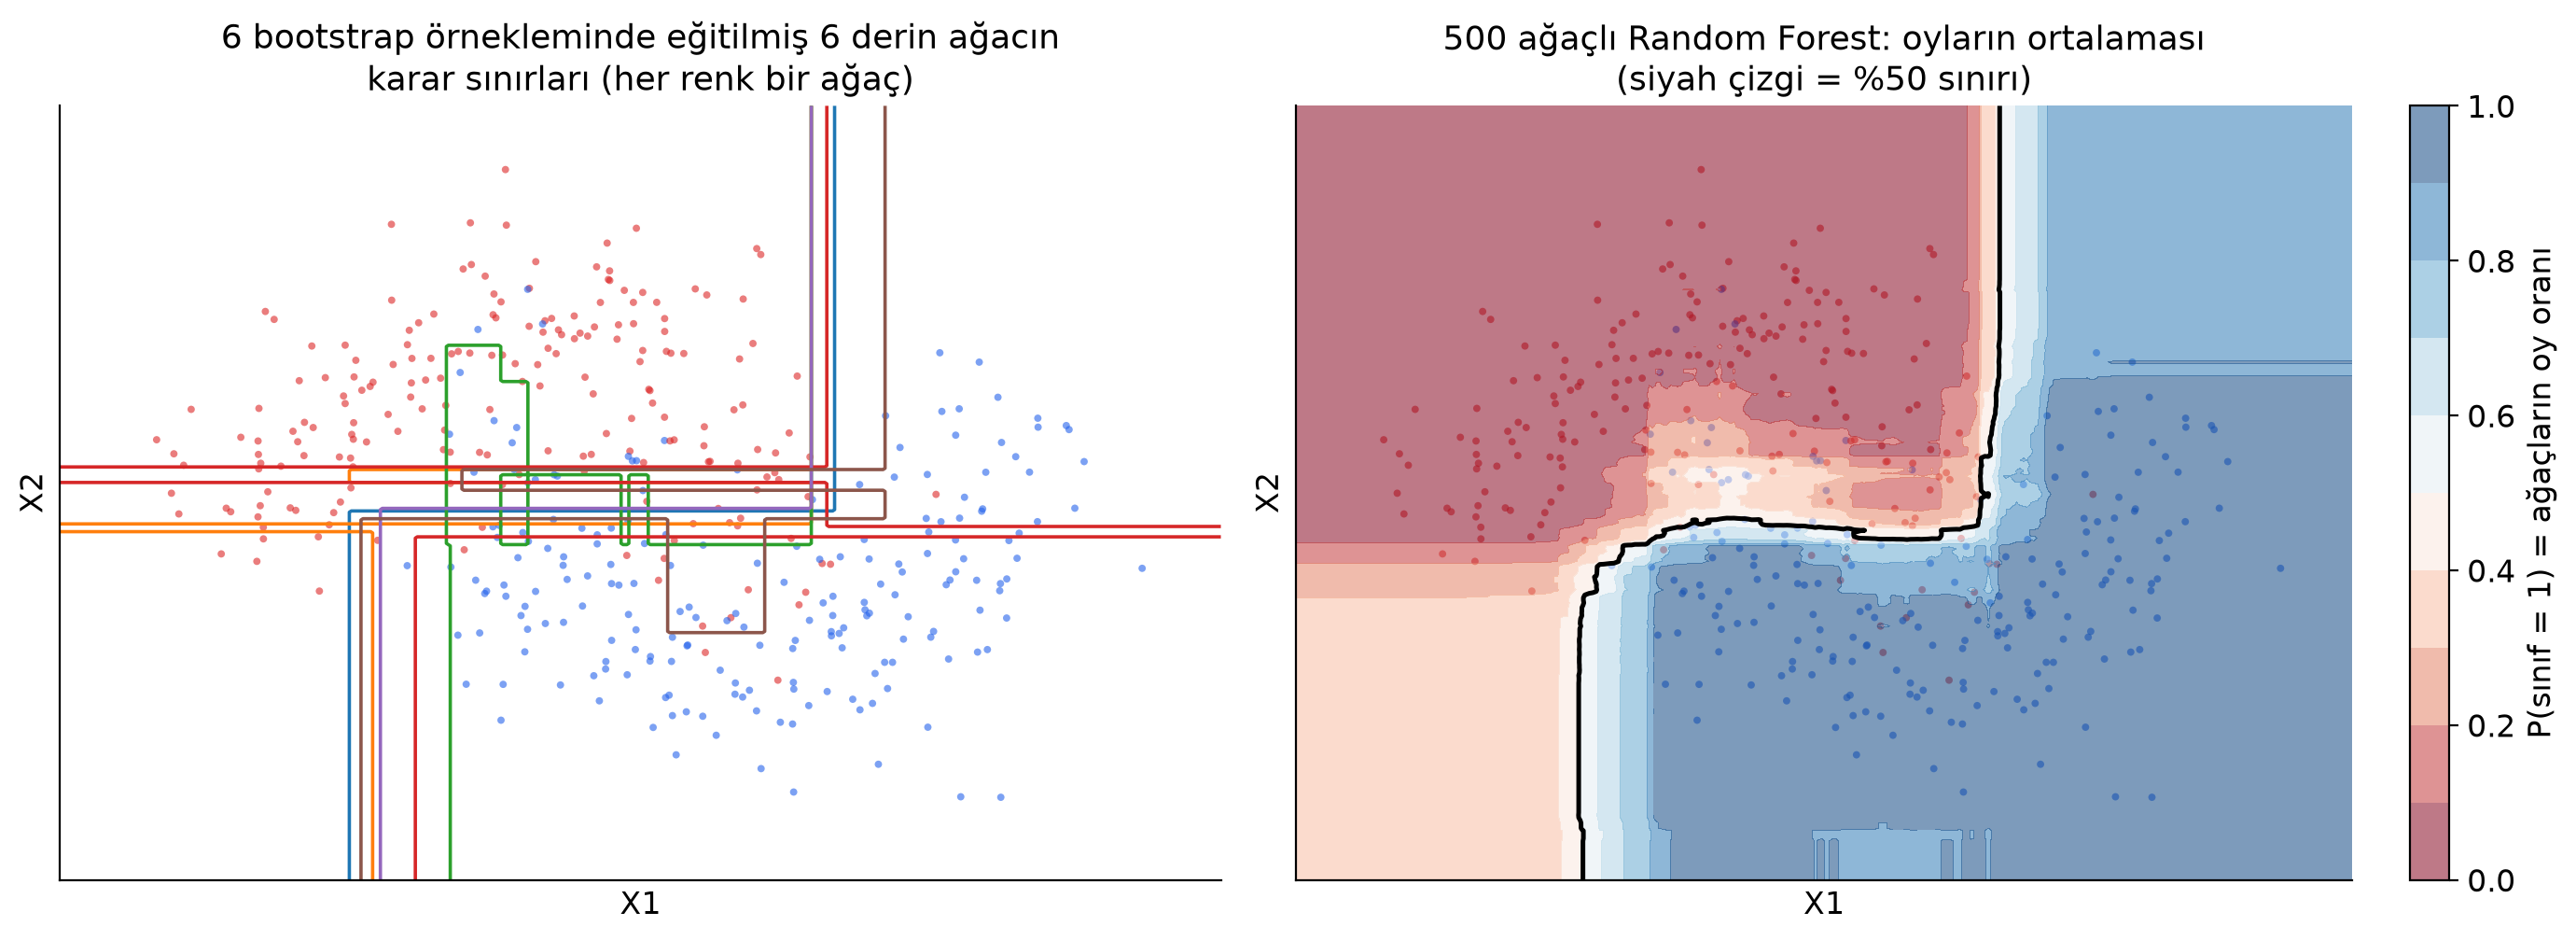 6 bootstrap örnekleminde eğitilmiş 6 derin ağacın
karar sınırları (her renk bir ağaç)
X2
X1
500 ağaçlı Random Forest: oyların ortalaması
(siyah çizgi = %50 sınırı)
X2
X1
1.0
0.8
0.6
0.4
0.2
0.0
P(sınıf = 1) = ağaçların oy oranı